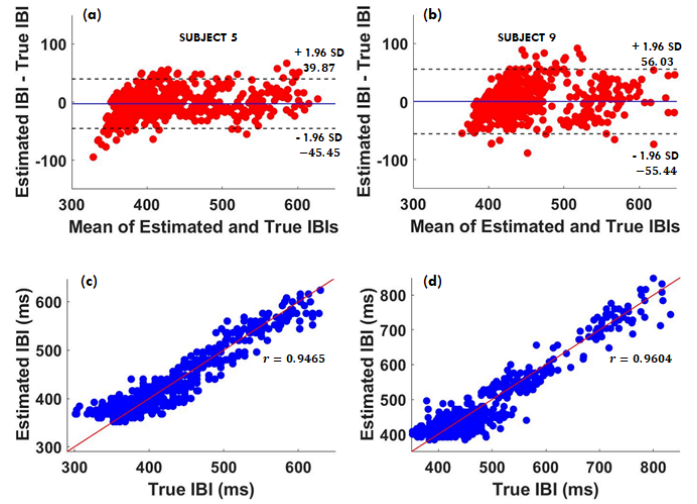 (a)
SUBJECT 5
+ 1.96 SD
39.87
100
0
-100
- 1.96 SD
−45.45
300 400 500 600
Estimated IBI - True IBI
Mean of Estimated and True IBIs
(b)
SUBJECT 9
+ 1.96 SD
56.03
100
0
-100
- 1.96 SD
−55.44
300 400 500 600
Estimated IBI - True IBI
Mean of Estimated and True IBIs
(c)
600
500
400
300
r = 0.9465
300 400 500 600
Estimated IBI (ms)
True IBI (ms)
(d)
800
700
600
500
400
r = 0.9604
400 500 600 700 800
Estimated IBI (ms)
True IBI (ms)